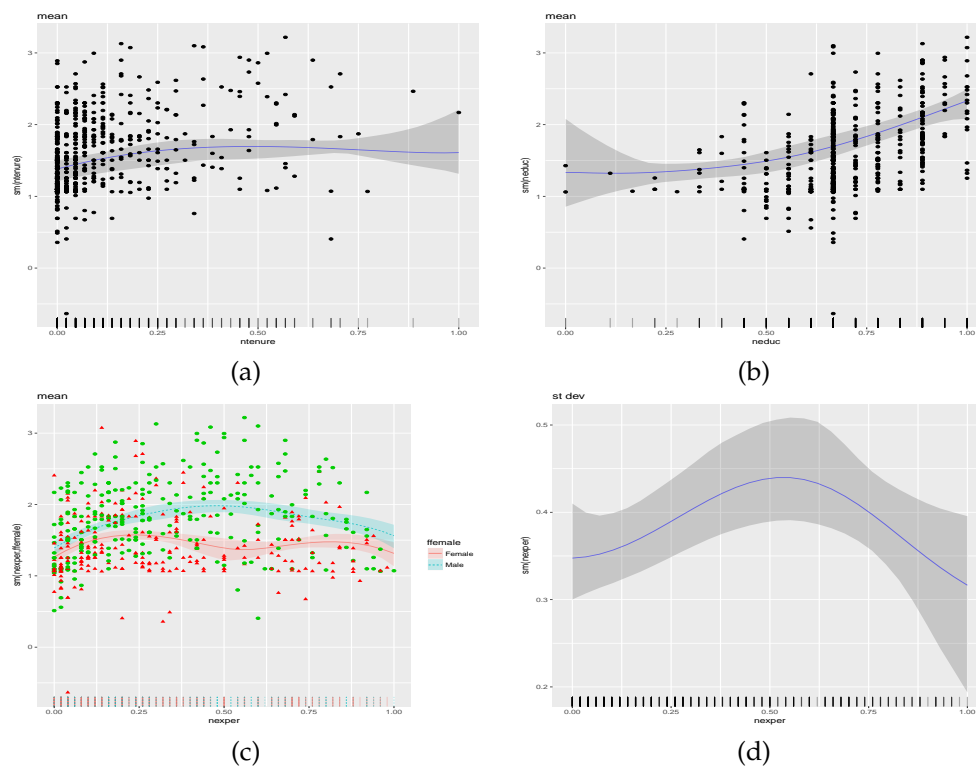 mean
sm(ntenure)
3
2
1
0
0.00 0.25 0.50 0.75 1.00
ntenure
(a)
mean
sm(neduc)
3
2
1
0
0.00 0.25 0.50 0.75 1.00
neduc
(b)
mean
sm(nexper,ffemale)
3
2
1
0
0.00 0.25 0.50 0.75 1.00
nexper
ffemale
Female
Male
(c)
st dev
sm(nexper)
0.5
0.4
0.3
0.2
0.00 0.25 0.50 0.75 1.00
nexper
(d)